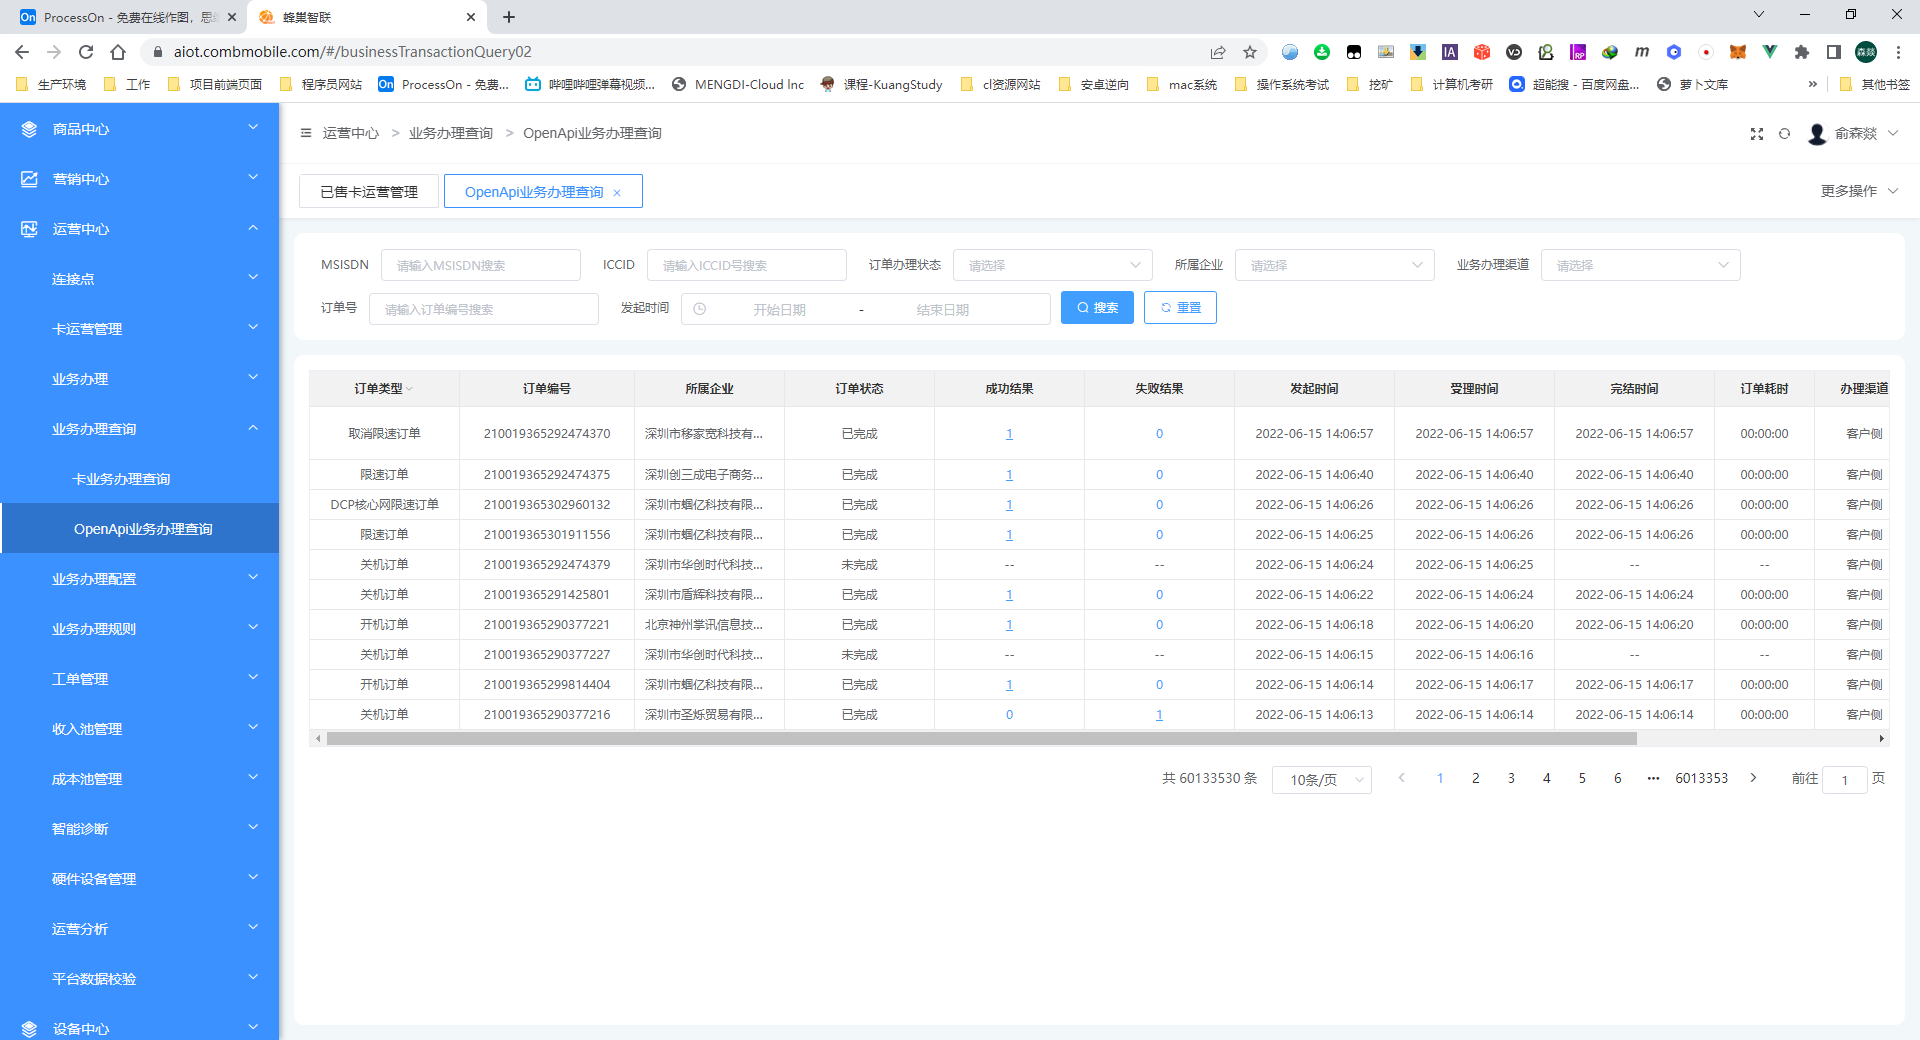 ProcessOn - 免费在线作图，思
蜂巢智联
aiot.combmobile.com/#/businessTransactionQuery02
生产环境
工作
项目前端页面
程序员网站
ProcessOn - 免费...
哔哩哔哩弹幕视频...
MENGDI-Cloud Inc
课程-KuangStudy
cl资源网站
安卓逆向
mac系统
操作系统考试
挖矿
计算机考研
超能搜 - 百度网盘...
萝卜文库
»
其他书签
商品中心
营销中心
运营中心
连接点
卡运营管理
业务办理
业务办理查询
卡业务办理查询
OpenApi业务办理查询
业务办理配置
业务办理规则
工单管理
收入池管理
成本池管理
智能诊断
硬件设备管理
运营分析
平台数据校验
设备中心
运营中心 > 业务办理查询 > OpenApi业务办理查询
俞森燚
已售卡运营管理
OpenApi业务办理查询 ×
更多操作
MSISDN 请输入MSISDN搜索 ICCID 请输入ICCID号搜索 订单办理状态 请选择 所属企业 请选择 业务办理渠道 请选择
订单号 请输入订单编号搜索 发起时间 开始日期 - 结束日期 搜索 重置
订单类型 订单编号 所属企业 订单状态 成功结果 失败结果 发起时间 受理时间 完结时间 订单耗时 办理渠道
取消限速订单 210019365292474370 深圳市移家宽科技有... 已完成 1 0 2022-06-15 14:06:57 2022-06-15 14:06:57 2022-06-15 14:06:57 00:00:00 客户侧
限速订单 210019365292474375 深圳创三成电子商务... 已完成 1 0 2022-06-15 14:06:40 2022-06-15 14:06:40 2022-06-15 14:06:40 00:00:00 客户侧
DCP核心网限速订单 210019365302960132 深圳市蝈亿科技有限... 已完成 1 0 2022-06-15 14:06:26 2022-06-15 14:06:26 2022-06-15 14:06:26 00:00:00 客户侧
限速订单 210019365301911556 深圳市蝈亿科技有限... 已完成 1 0 2022-06-15 14:06:25 2022-06-15 14:06:26 2022-06-15 14:06:26 00:00:00 客户侧
关机订单 210019365292474379 深圳市华创时代科技... 未完成 -- -- 2022-06-15 14:06:24 2022-06-15 14:06:25 -- -- 客户侧
关机订单 210019365291425801 深圳市盾辉科技有限... 已完成 1 0 2022-06-15 14:06:22 2022-06-15 14:06:24 2022-06-15 14:06:24 00:00:00 客户侧
开机订单 210019365290377221 北京神州掌讯信息技... 已完成 1 0 2022-06-15 14:06:18 2022-06-15 14:06:20 2022-06-15 14:06:20 00:00:00 客户侧
关机订单 210019365290377227 深圳市华创时代科技... 未完成 -- -- 2022-06-15 14:06:15 2022-06-15 14:06:16 -- -- 客户侧
开机订单 210019365299814404 深圳市蝈亿科技有限... 已完成 1 0 2022-06-15 14:06:14 2022-06-15 14:06:17 2022-06-15 14:06:17 00:00:00 客户侧
关机订单 210019365290377216 深圳市圣烁贸易有限... 已完成 0 1 2022-06-15 14:06:13 2022-06-15 14:06:14 2022-06-15 14:06:14 00:00:00 客户侧
共 60133530 条 10条/页 < 1 2 3 4 5 6 ••• 6013353 > 前往 1 页